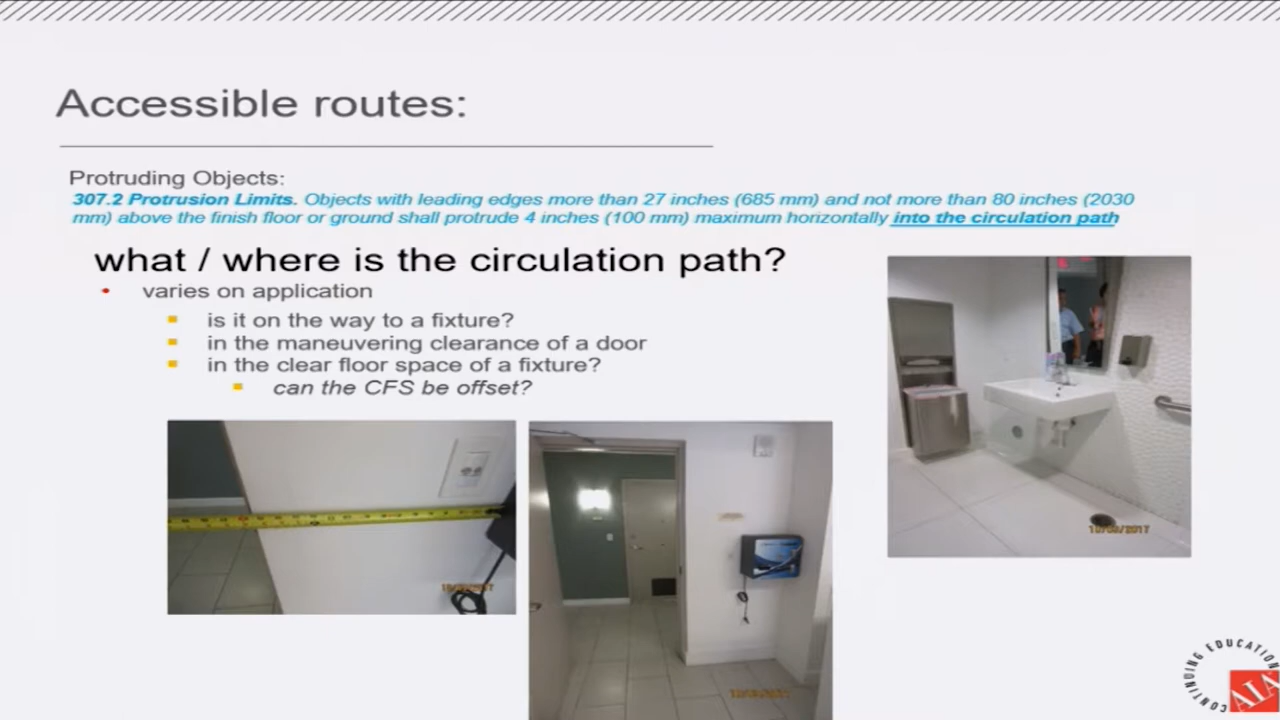 Accessible routes:
Protruding Objects:
307.2 Protrusion Limits. Objects with leading edges more than 27 inches (685 mm) and not more than 80 inches (2030
mm) above the finish floor or ground shall protrude 4 inches (100 mm) maximum horizontally into the circulation path
what / where is the circulation path?
• varies on application
is it on the way to a fixture?
in the maneuvering clearance of a door
in the clear floor space of a fixture?
can the CFS be offset?
CONTINUING EDUCATION
AIA